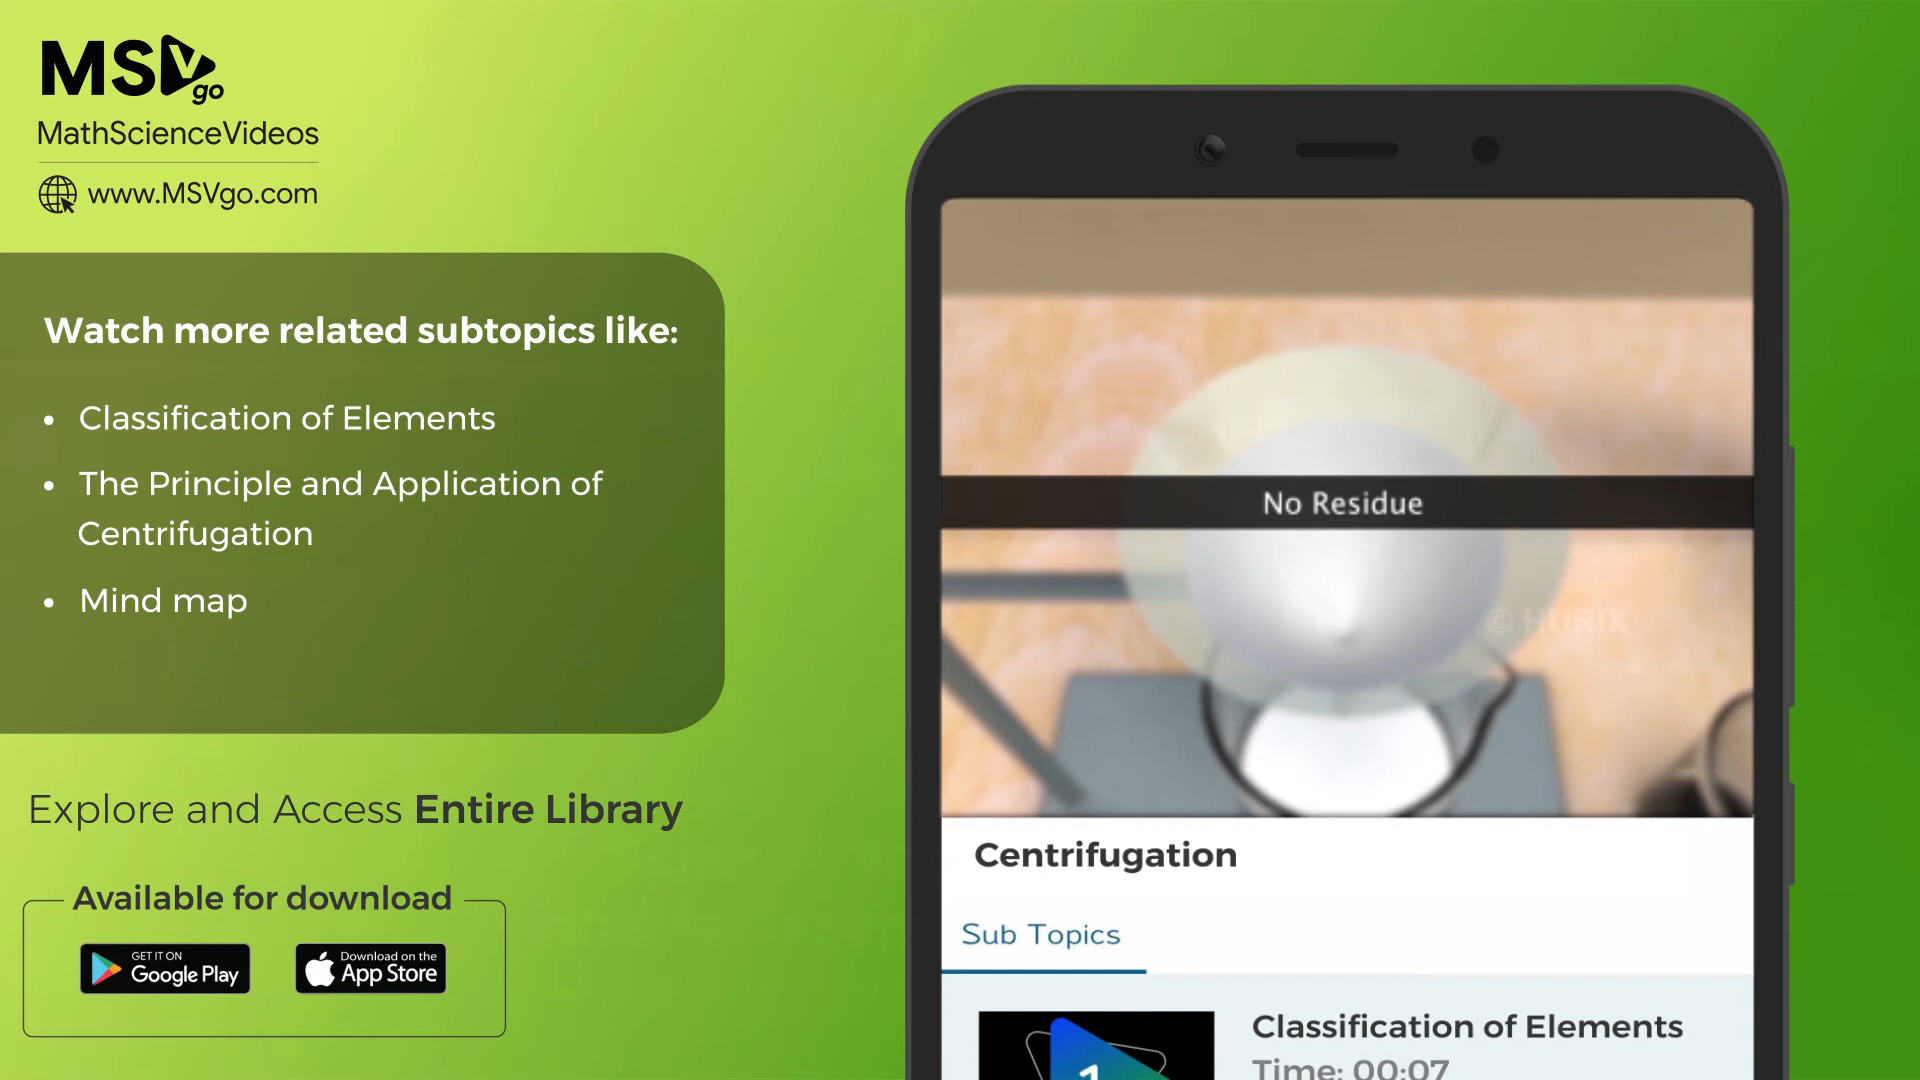 MSV go
MathScienceVideos
www.MSVgo.com
Watch more related subtopics like:
• Classification of Elements
• The Principle and Application of
Centrifugation
• Mind map
Explore and Access Entire Library
Available for download
GET IT ON
Google Play
Download on the
App Store
No Residue
© HURIX
Centrifugation
Sub Topics
1
Classification of Elements
Time: 00:07